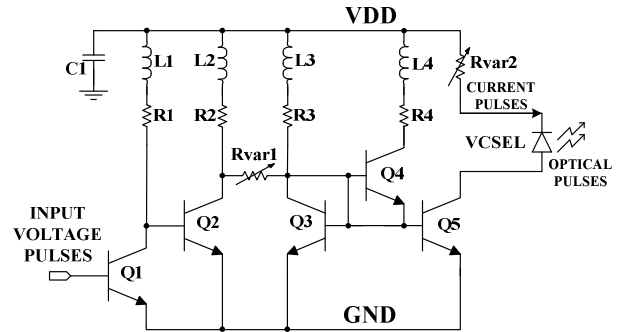 VDD
C1
L1
L2
L3
L4
Rvar2
R1
R2
R3
R4
CURRENT
PULSES
VCSEL
OPTICAL
PULSES
Rvar1
Q4
INPUT
VOLTAGE
PULSES
Q2
Q3
Q5
Q1
GND